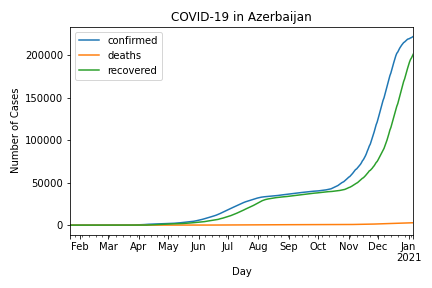 COVID-19 in Azerbaijan
confirmed
deaths
recovered
Number of Cases
200000
150000
100000
50000
0
Feb Mar Apr May Jun Jul Aug Sep Oct Nov Dec Jan
2021
Day